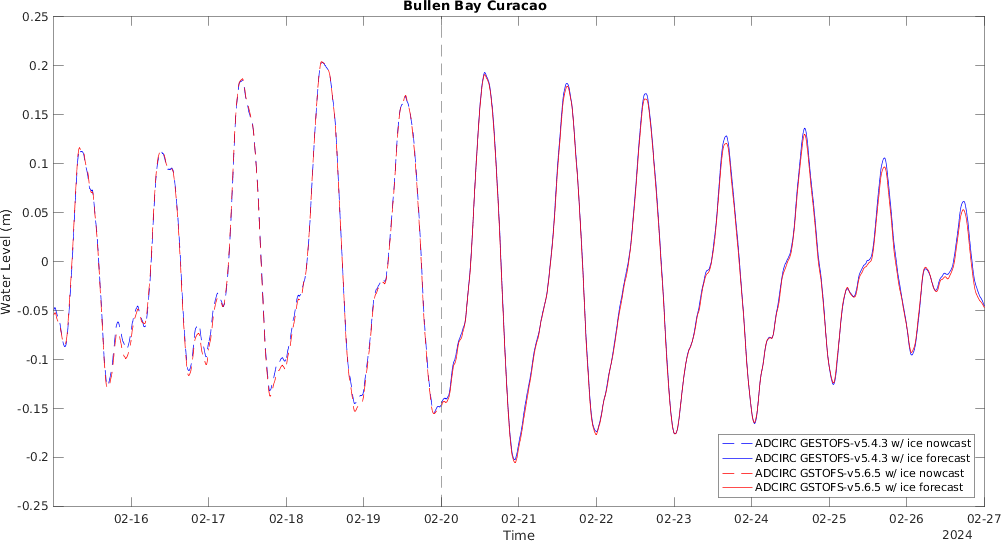 Bullen Bay Curacao
0.25
0.2
0.15
0.1
0.05
0
-0.05
-0.1
-0.15
-0.2
-0.25
Water Level (m)
ADCIRC GESTOFS-v5.4.3 w/ ice nowcast
ADCIRC GESTOFS-v5.4.3 w/ ice forecast
ADCIRC GSTOFS-v5.6.5 w/ ice nowcast
ADCIRC GSTOFS-v5.6.5 w/ ice forecast
02-16 02-17 02-18 02-19 02-20 02-21 02-22 02-23 02-24 02-25 02-26 02-27
Time
2024